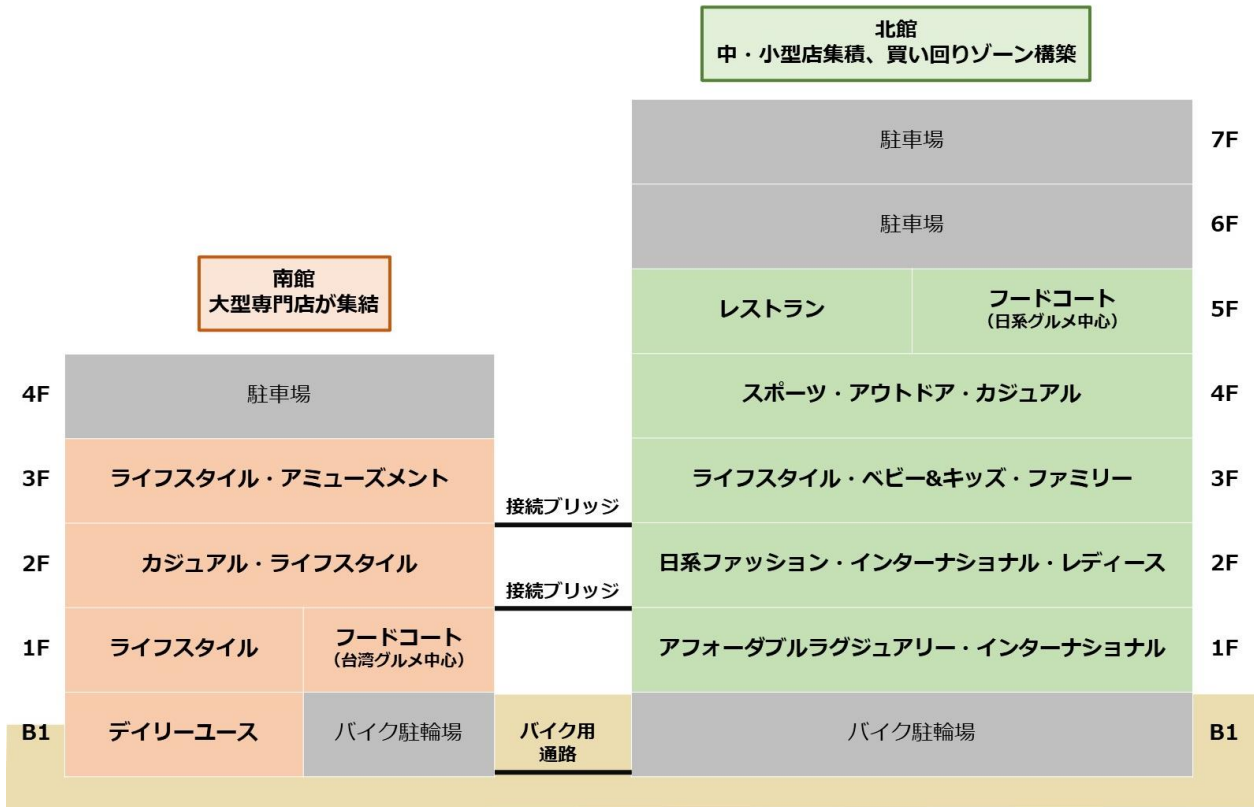 北館
中・小型店集積、買い回りゾーン構築
駐車場
7F
駐車場
6F
南館
大型専門店が集結
レストラン
フードコート
(日系グルメ中心)
5F
4F
駐車場
スポーツ・アウトドア・カジュアル
4F
3F
ライフスタイル・アミューズメント
接続ブリッジ
ライフスタイル・ベビー&キッズ・ファミリー
3F
2F
カジュアル・ライフスタイル
接続ブリッジ
日系ファッション・インターナショナル・レディース
2F
1F
ライフスタイル
フードコート
(台湾グルメ中心)
アフォーダブルラグジュアリー・インターナショナル
1F
B1
デイリーユース
バイク駐輪場
バイク用
通路
バイク駐輪場
B1